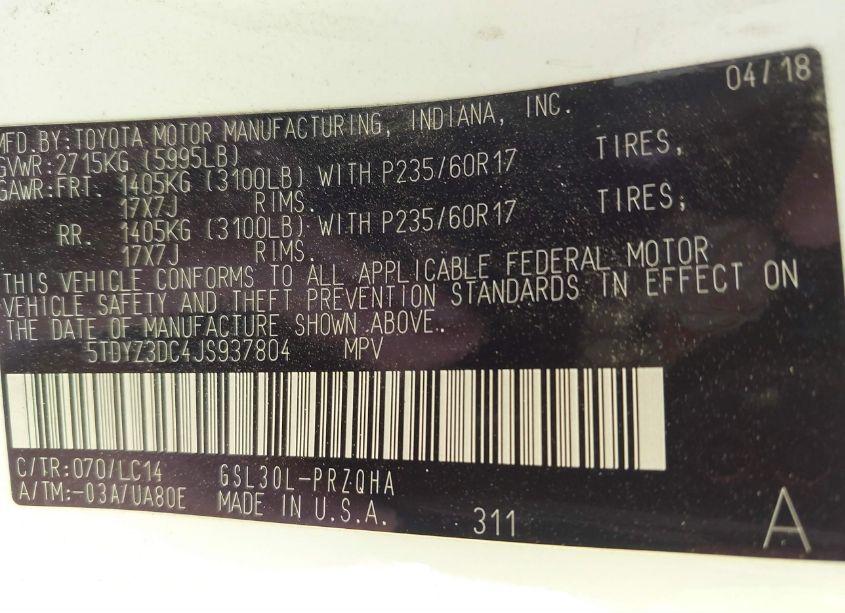 04/18
MFD.BY:TOYOTA MOTOR MANUFACTURING, INDIANA, INC.
GVWR:2715KG (5995LB)
GAWR:FRT. 1405KG (3100LB) WITH P235/60R17 TIRES,
17X7J RIMS.
RR. 1405KG (3100LB) WITH P235/60R17 TIRES;
17X7J RIMS.
THIS VEHICLE CONFORMS TO ALL APPLICABLE FEDERAL MOTOR
VEHICLE SAFETY AND THEFT PREVENTION STANDARDS IN EFFECT ON
THE DATE OF MANUFACTURE SHOWN ABOVE.
5TDYZ3DC4JS937804 MPV
C/TR:070/LC14 GSL30L-PRZQHA
A/TM:-03A/UA80E MADE IN U.S.A. 311 A